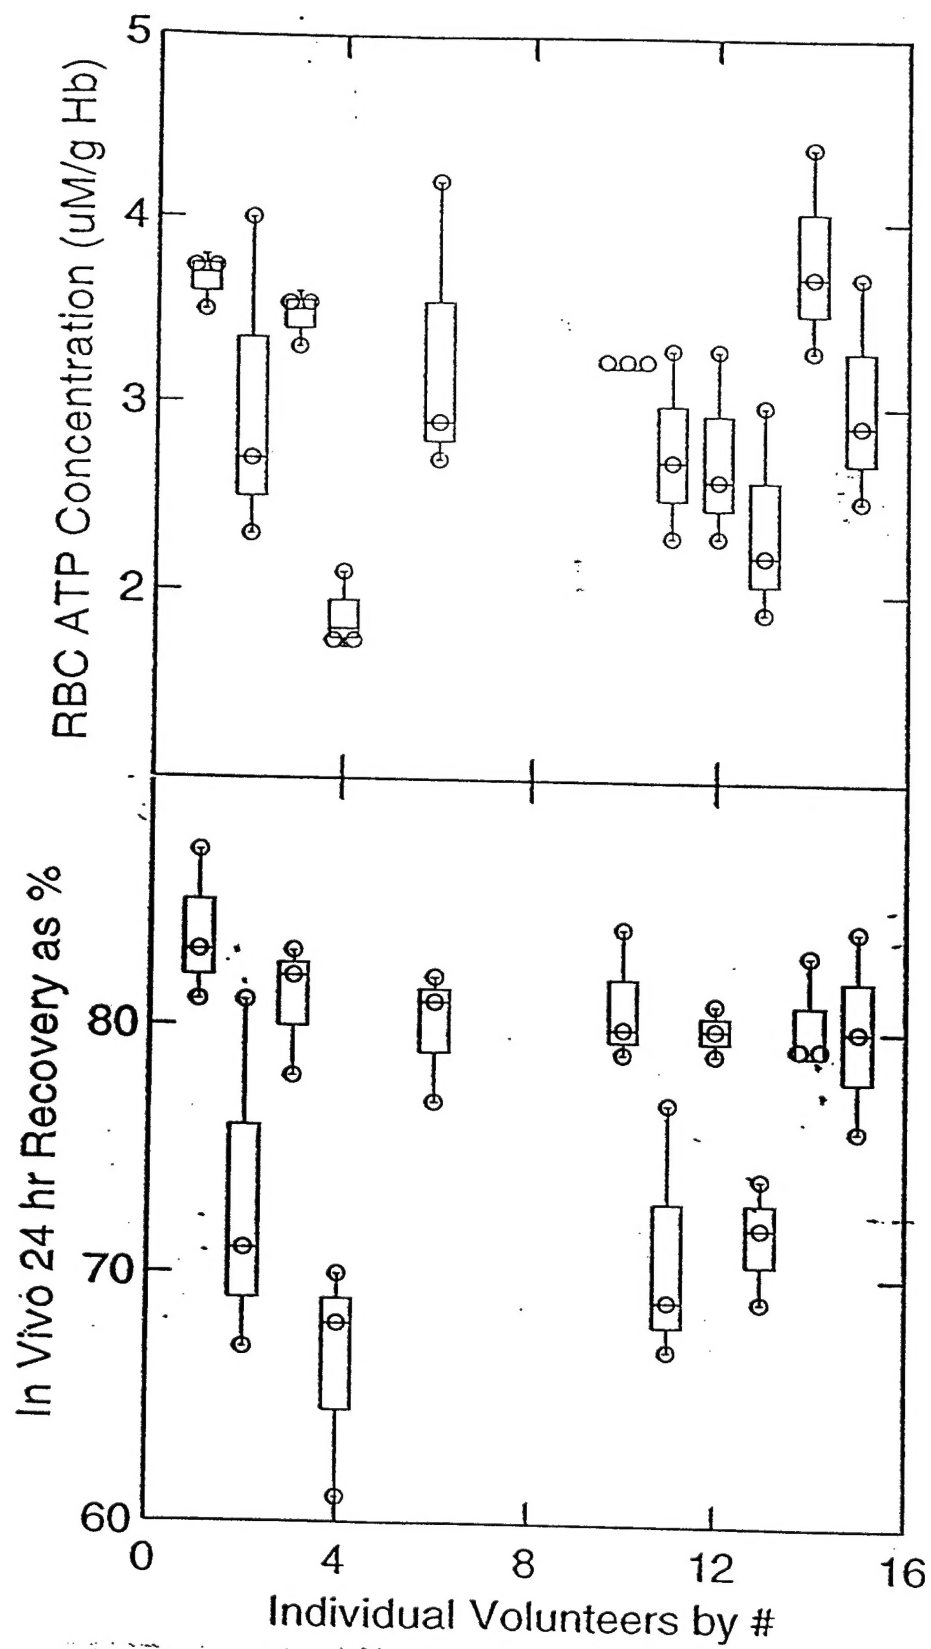 5
4
3
2
RBC ATP Concentration (uM/g Hb)
80
70
60
In Vivo 24 hr Recovery as %
0 4 8 12 16
Individual Volunteers by #